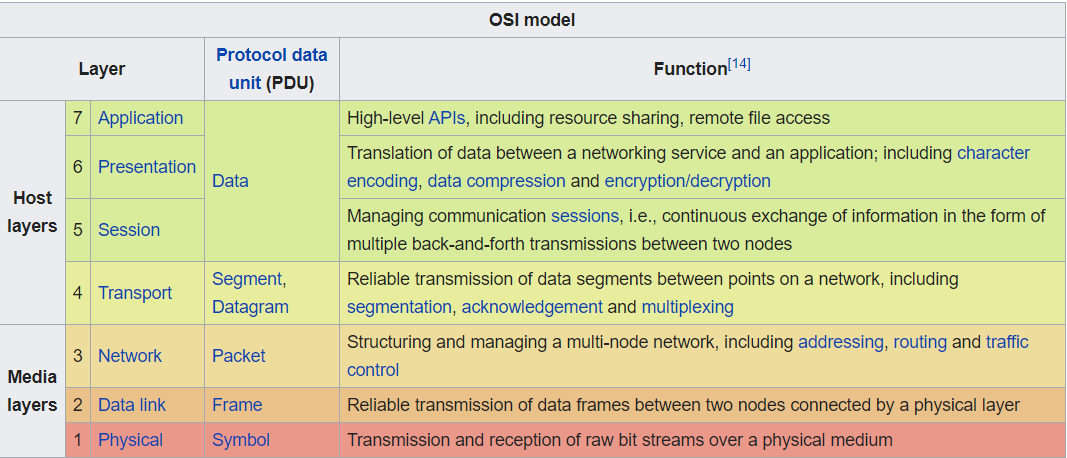 OSI model
Layer
Protocol data
unit (PDU)
Function[14]
Host
layers
7 Application
Data
High-level APIs, including resource sharing, remote file access
6 Presentation
Translation of data between a networking service and an application; including character
encoding, data compression and encryption/decryption
5 Session
Managing communication sessions, i.e., continuous exchange of information in the form of
multiple back-and-forth transmissions between two nodes
4 Transport
Segment,
Datagram
Reliable transmission of data segments between points on a network, including
segmentation, acknowledgement and multiplexing
Media
layers
3 Network
Packet
Structuring and managing a multi-node network, including addressing, routing and traffic
control
2 Data link
Frame
Reliable transmission of data frames between two nodes connected by a physical layer
1 Physical
Symbol
Transmission and reception of raw bit streams over a physical medium